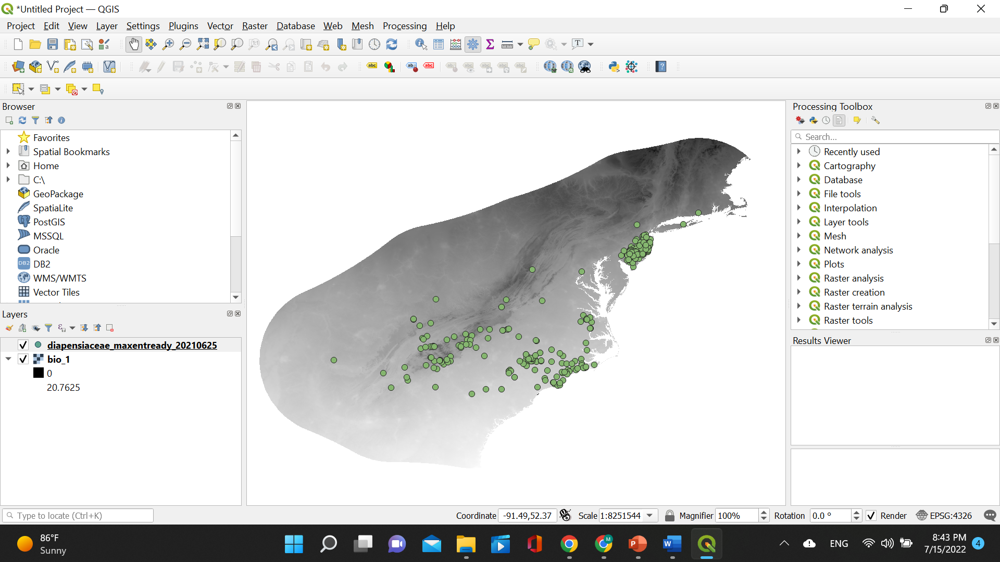 *Untitled Project — QGIS
Project Edit View Layer Settings Plugins Vector Raster Database Web Mesh Processing Help
Browser
Favorites
Spatial Bookmarks
Home
C:\
GeoPackage
SpatiaLite
PostGIS
MSSQL
Oracle
DB2 DB2
WMS/WMTS
Vector Tiles
Layers
diapensiaceae_maxentready_20210625
bio_1
0
20.7625
Processing Toolbox
Search...
Recently used
Cartography
Database
File tools
Interpolation
Layer tools
Mesh
Network analysis
Plots
Raster analysis
Raster creation
Raster terrain analysis
Raster tools
Results Viewer
Type to locate (Ctrl+K)
Coordinate -91.49,52.37 Scale 1:8251544 Magnifier 100% Rotation 0.0 ° Render EPSG:4326
86°F
Sunny
ENG
8:43 PM
7/15/2022
4